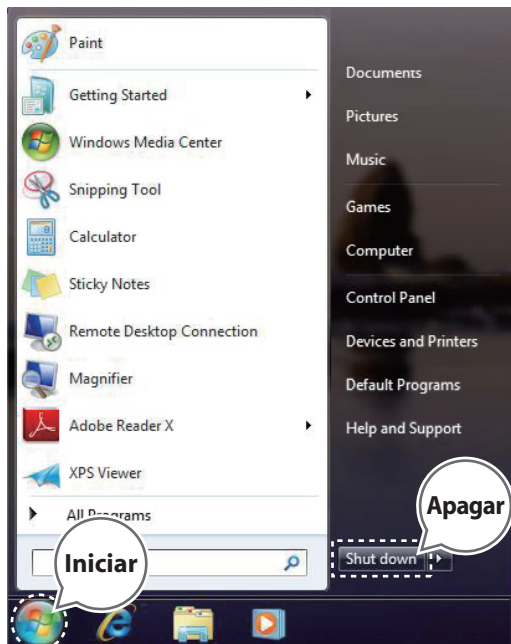 Paint
Getting Started
Windows Media Center
Snipping Tool
Calculator
Sticky Notes
Remote Desktop Connection
Magnifier
Adobe Reader X
XPS Viewer
All Programs
Iniciar
Documents
Pictures
Music
Games
Computer
Control Panel
Devices and Printers
Default Programs
Help and Support
Apagar
Shut down